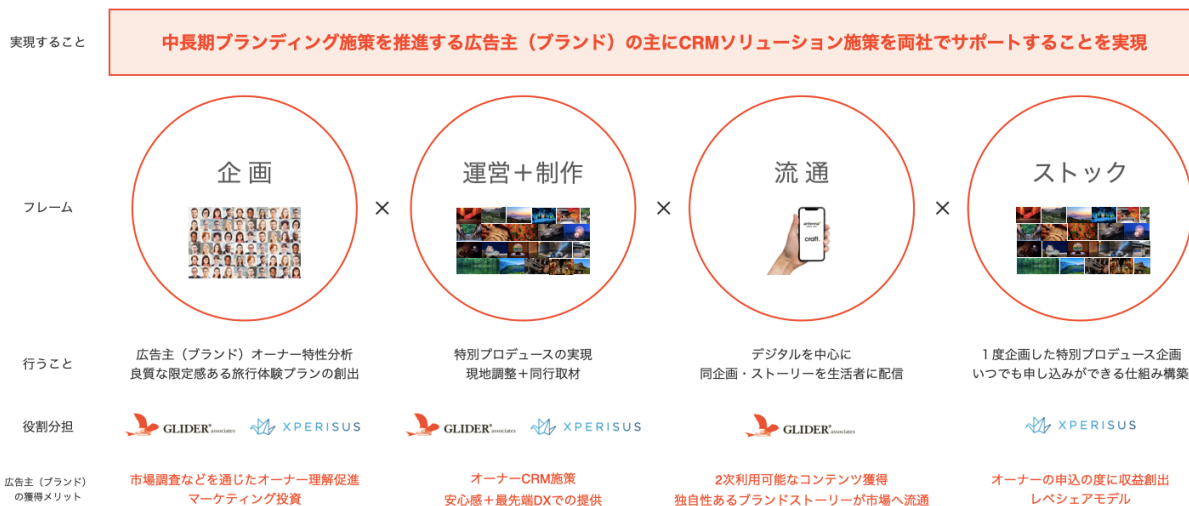 実現すること
中長期ブランディング施策を推進する広告主（ブランド）の主にCRMソリューション施策を両社でサポートすることを実現
フレーム
企画
×
運営＋制作
×
流通
antenna*
craft.
×
ストック
行うこと
広告主（ブランド）オーナー特性分析
良質な限定感ある旅行体験プランの創出
特別プロデュースの実現
現地調整＋同行取材
デジタルを中心に
同企画・ストーリーを生活者に配信
１度企画した特別プロデュース企画
いつでも申し込みができる仕組み構築
役割分担
GLIDER associates
XPERISUS
GLIDER associates
XPERISUS
GLIDER associates
XPERISUS
広告主（ブランド）
の獲得メリット
市場調査などを通じたオーナー理解促進
マーケティング投資
オーナーCRM施策
安心感＋最先端DXでの提供
2次利用可能なコンテンツ獲得
独自性あるブランドストーリーが市場へ流通
オーナーの申込の度に収益創出
レベシェアモデル